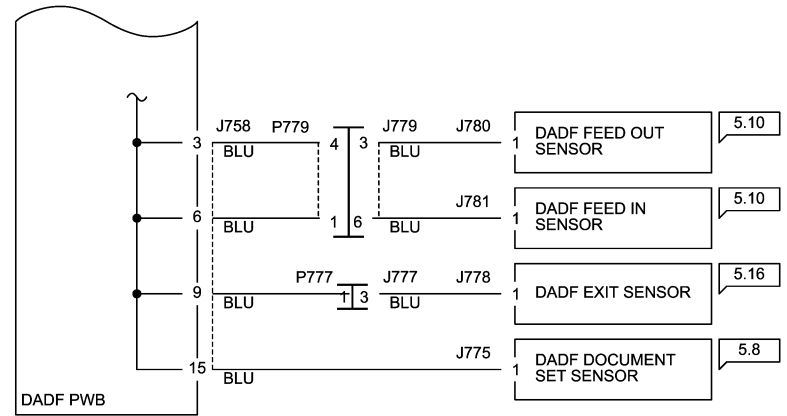 J758 P779 J779 J780 5.10
3 4 3 1 DADF FEED OUT
SENSOR
BLU BLU
J781 5.10
6 1 6 1 DADF FEED IN
SENSOR
BLU BLU
P777 J777 J778 5.16
9 1 3 1 DADF EXIT SENSOR
BLU BLU
J775 5.8
15 1 DADF DOCUMENT
SET SENSOR
BLU
DADF PWB